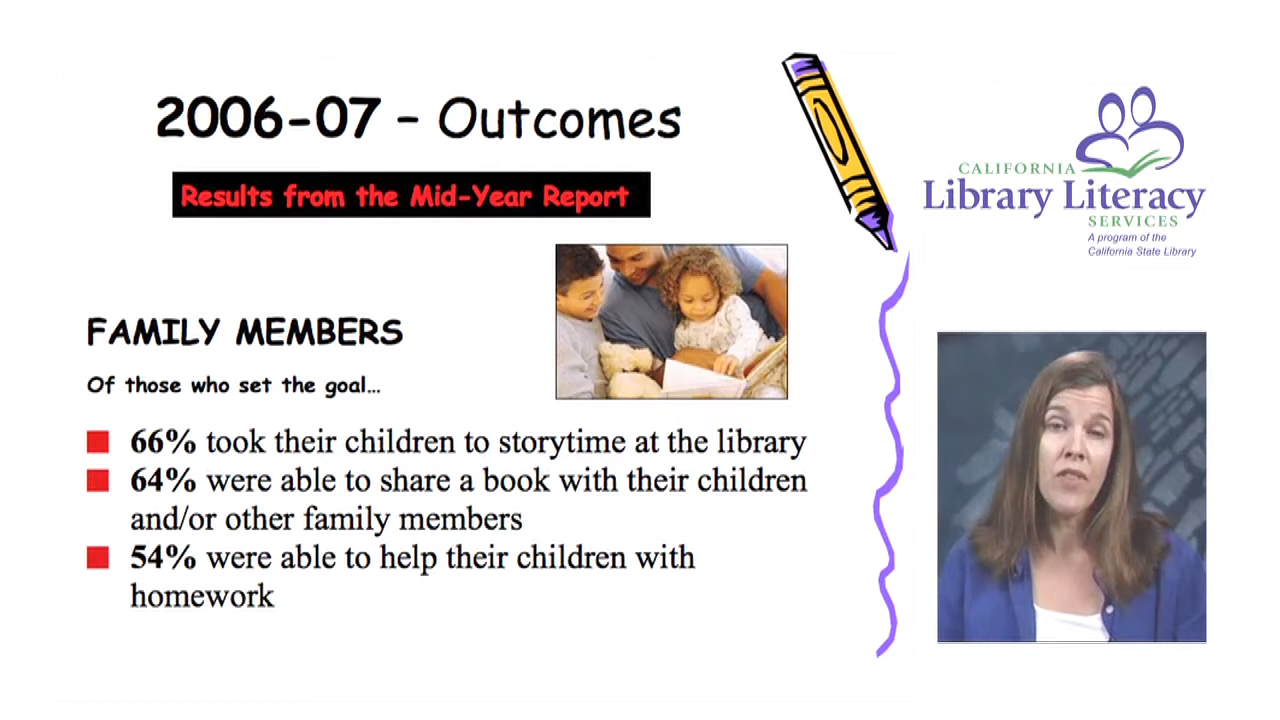 2006-07 – Outcomes
Results from the Mid-Year Report
FAMILY MEMBERS
Of those who set the goal…
66% took their children to storytime at the library
64% were able to share a book with their children
and/or other family members
54% were able to help their children with
homework
CALIFORNIA
Library Literacy
SERVICES
A program of the
California State Library